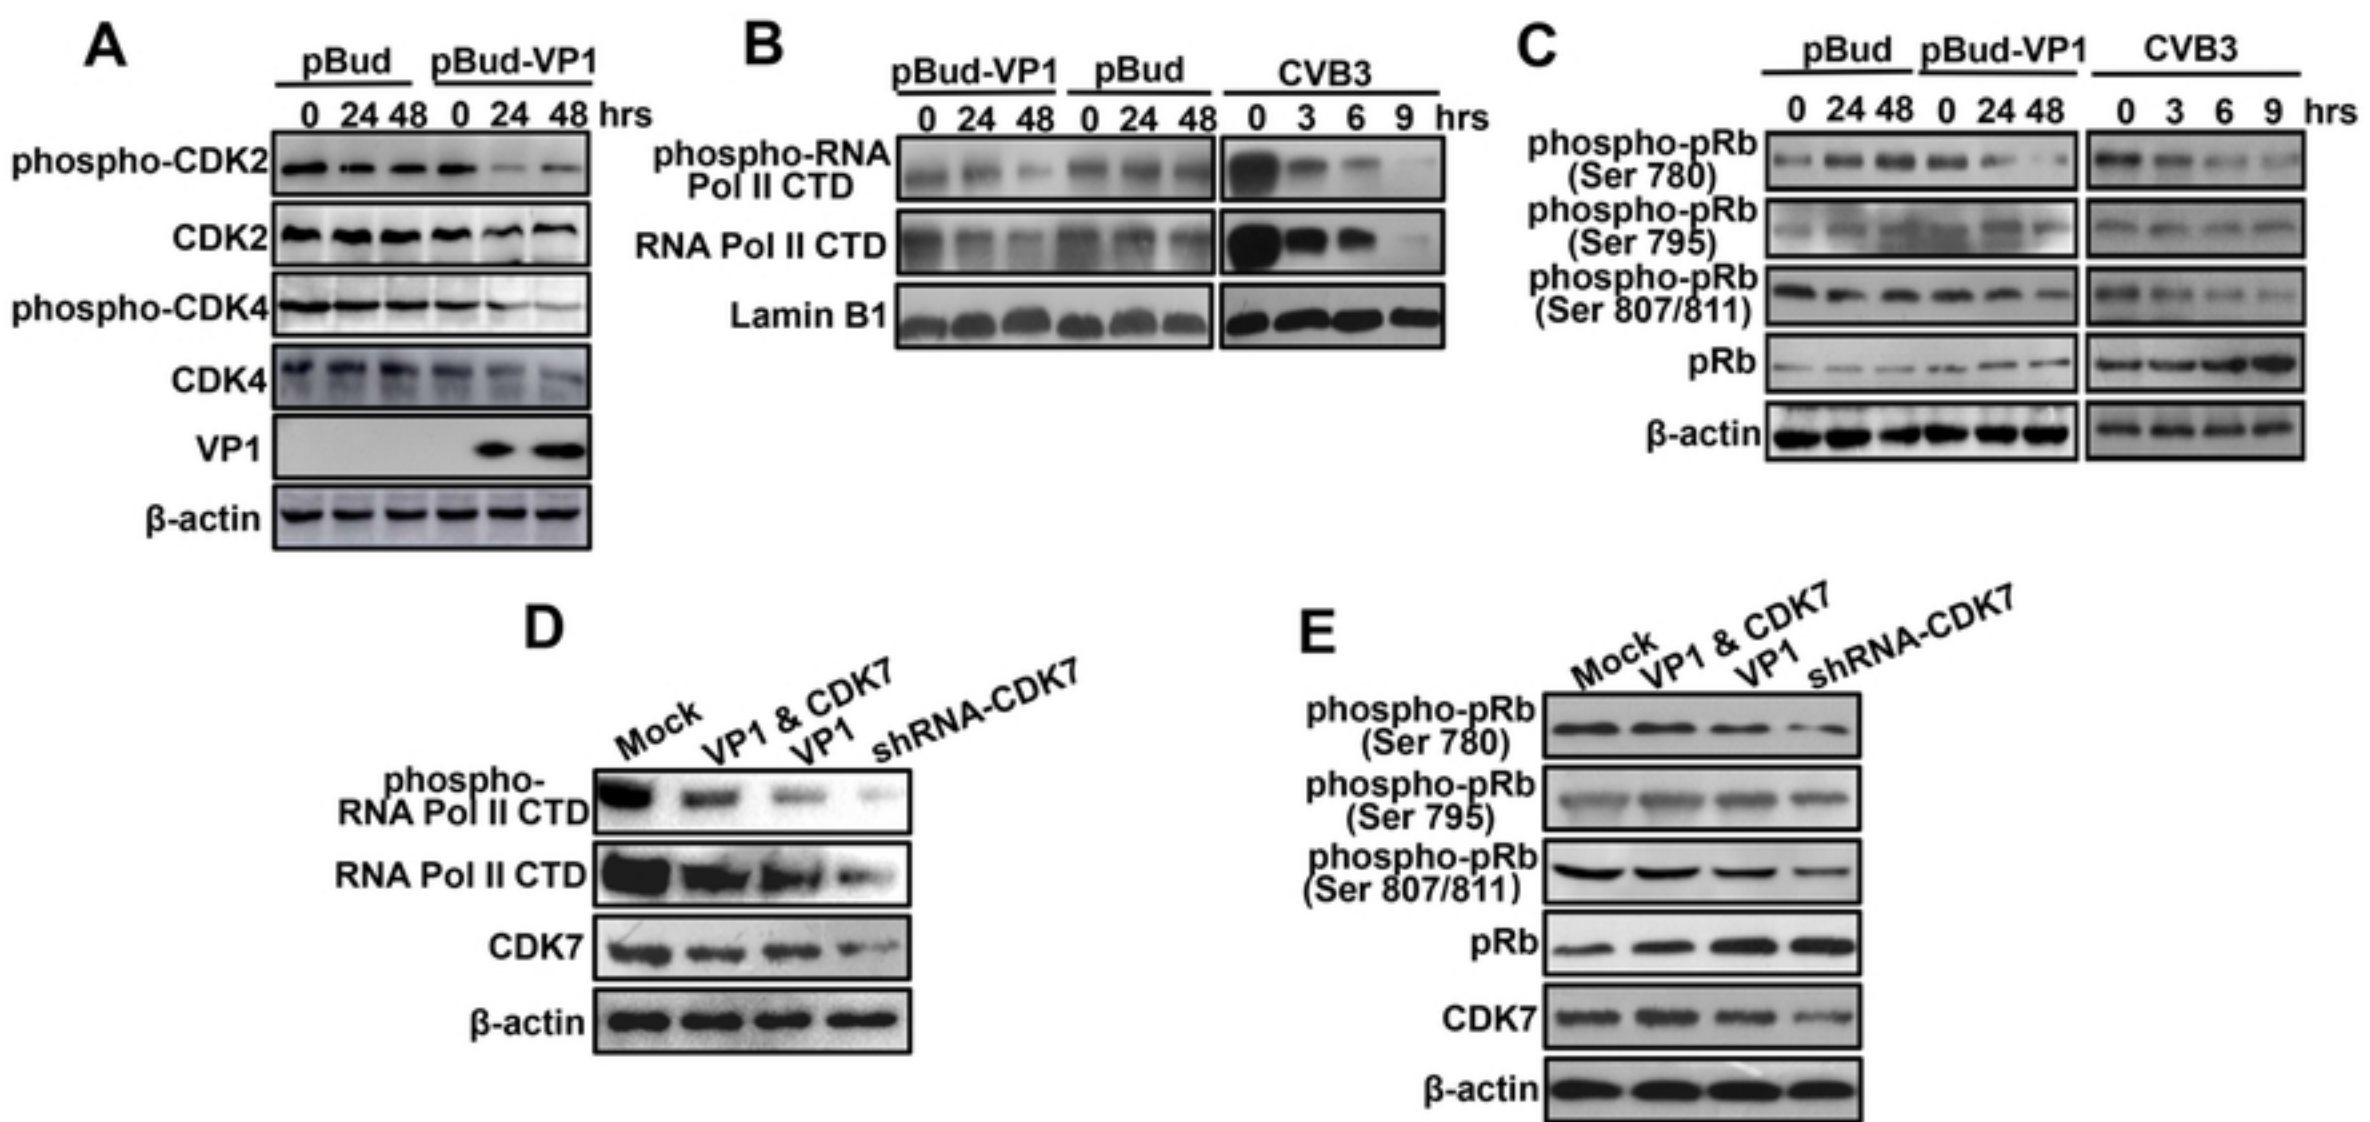 A
pBud pBud-VP1
0 24 48 0 24 48 hrs
phospho-CDK2
CDK2
phospho-CDK4
CDK4
VP1
β-actin
B
pBud-VP1 pBud CVB3
0 24 48 0 24 48 0 3 6 9 hrs
phospho-RNA
Pol II CTD
RNA Pol II CTD
Lamin B1
C
pBud pBud-VP1 CVB3
0 24 48 0 24 48 0 3 6 9 hrs
phospho-pRb
(Ser 780)
phospho-pRb
(Ser 795)
phospho-pRb
(Ser 807/811)
pRb
β-actin
D
Mock
VP1 & CDK7
VP1
shRNA-CDK7
phospho-
RNA Pol II CTD
RNA Pol II CTD
CDK7
β-actin
E
Mock
VP1 & CDK7
VP1
shRNA-CDK7
phospho-pRb
(Ser 780)
phospho-pRb
(Ser 795)
phospho-pRb
(Ser 807/811)
pRb
CDK7
β-actin